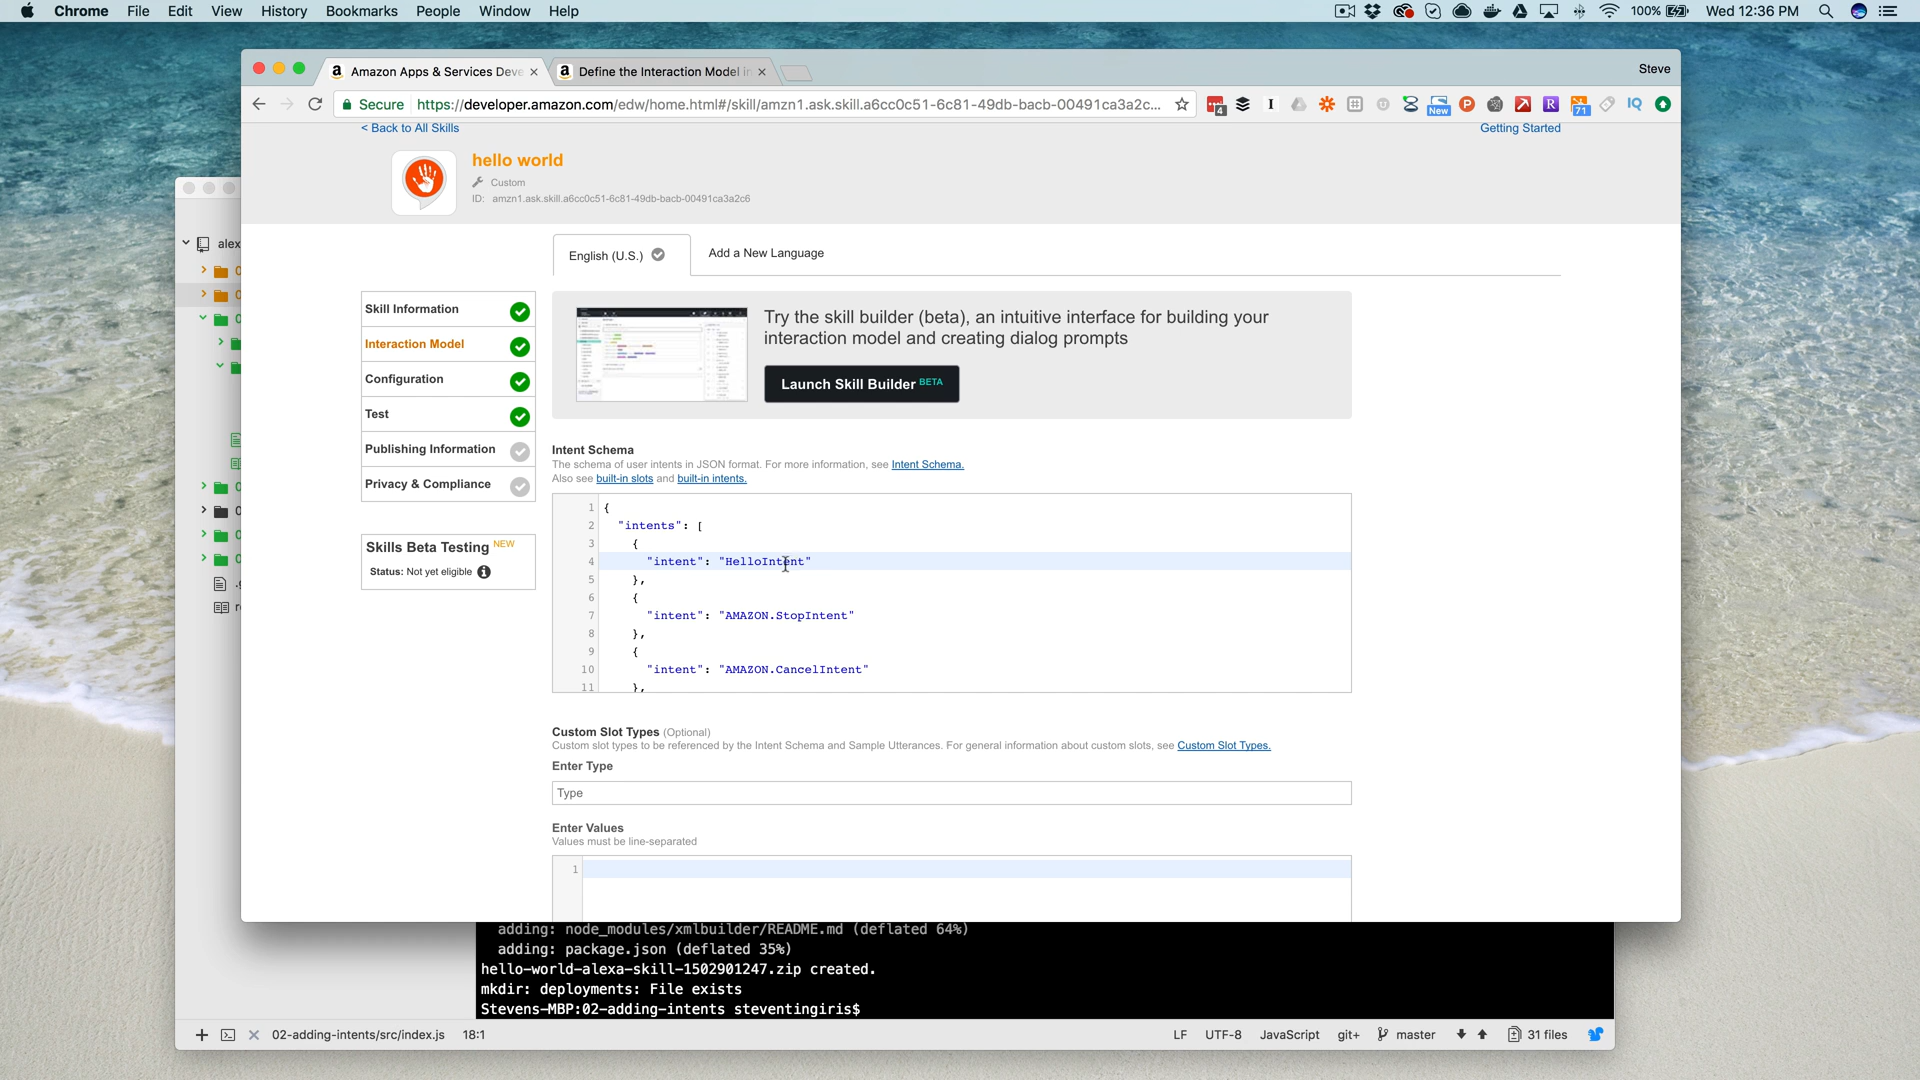 Chrome File Edit View History Bookmarks People Window Help 100% Wed 12:36 PM
Amazon Apps & Services Deve Define the Interaction Model in Steve
Secure https://developer.amazon.com/edw/home.html#/skill/amzn1.ask.skill.a6cc0c51-6c81-49db-bacb-00491ca3a2c... 4 New 71 IQ
< Back to All Skills Getting Started
hello world
Custom
ID: amzn1.ask.skill.a6cc0c51-6c81-49db-bacb-00491ca3a2c6
alex
English (U.S.) Add a New Language
Skill Information
Interaction Model
Configuration
Test
Publishing Information
Privacy & Compliance
Skills Beta Testing NEW
Status: Not yet eligible
Try the skill builder (beta), an intuitive interface for building your
interaction model and creating dialog prompts
Launch Skill Builder BETA
Intent Schema
The schema of user intents in JSON format. For more information, see Intent Schema.
Also see built-in slots and built-in intents.
1 {
2 "intents": [
3 {
4 "intent": "HelloIntent"
5 },
6 {
7 "intent": "AMAZON.StopIntent"
8 },
9 {
10 "intent": "AMAZON.CancelIntent"
11 },
Custom Slot Types (Optional)
Custom slot types to be referenced by the Intent Schema and Sample Utterances. For general information about custom slots, see Custom Slot Types.
Enter Type
Type
Enter Values
Values must be line-separated
1
adding: node_modules/xmlbuilder/README.md (deflated 64%)
adding: package.json (deflated 35%)
hello-world-alexa-skill-1502901247.zip created.
mkdir: deployments: File exists
Stevens-MBP:02-adding-intents steventingiris$
02-adding-intents/src/index.js 18:1 LF UTF-8 JavaScript git+ master 31 files